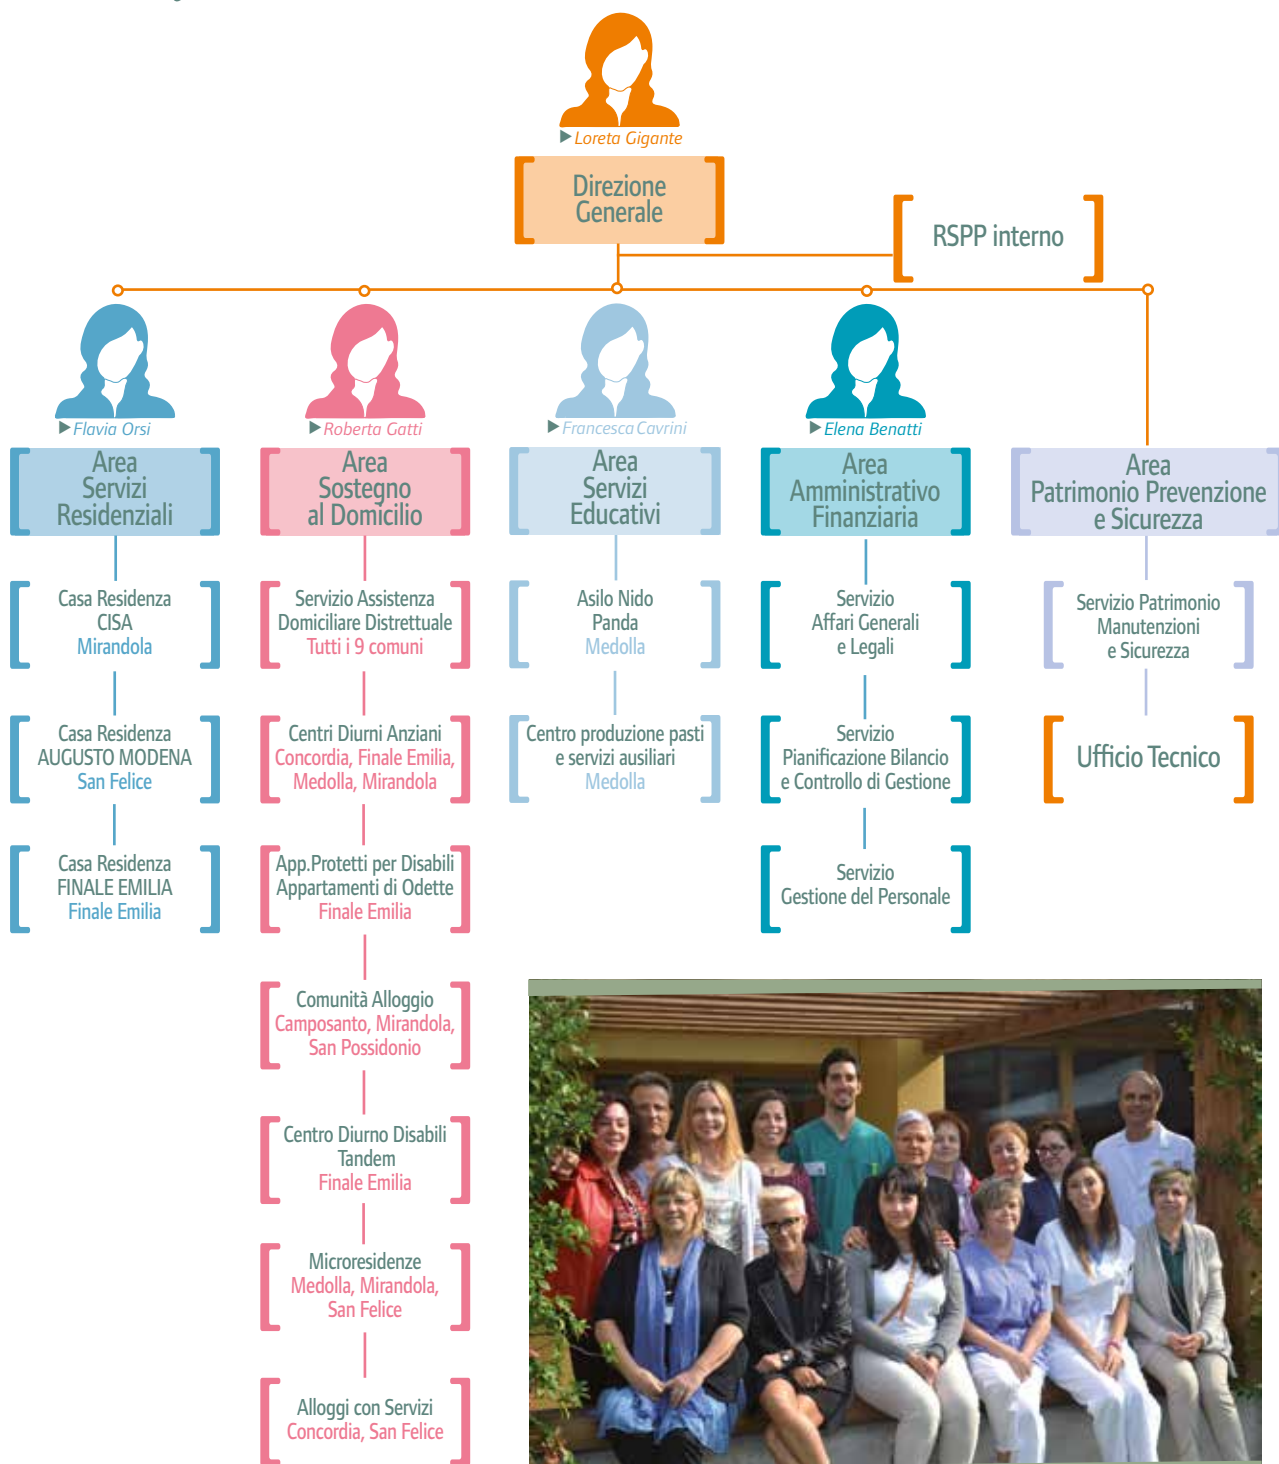 Loreta Gigante
Direzione
Generale
RSPP interno
Flavia Orsi
Area
Servizi
Residenziali
Casa Residenza
CISA
Mirandola
Casa Residenza
AUGUSTO MODENA
San Felice
Casa Residenza
FINALE EMILIA
Finale Emilia
Roberta Gatti
Area
Sostegno
al Domicilio
Servizio Assistenza
Domiciliare Distrettuale
Tutti i 9 comuni
Centri Diurni Anziani
Concordia, Finale Emilia,
Medolla, Mirandola
App.Protetti per Disabili
Appartamenti di Odette
Finale Emilia
Comunità Alloggio
Camposanto, Mirandola,
San Possidonio
Centro Diurno Disabili
Tandem
Finale Emilia
Microresidenze
Medolla, Mirandola,
San Felice
Alloggi con Servizi
Concordia, San Felice
Francesca Cavrini
Area
Servizi
Educativi
Asilo Nido
Panda
Medolla
Centro produzione pasti
e servizi ausiliari
Medolla
Elena Benatti
Area
Amministrativo
Finanziaria
Servizio
Affari Generali
e Legali
Servizio
Pianificazione Bilancio
e Controllo di Gestione
Servizio
Gestione del Personale
Area
Patrimonio Prevenzione
e Sicurezza
Servizio Patrimonio
Manutenzioni
e Sicurezza
Ufficio Tecnico